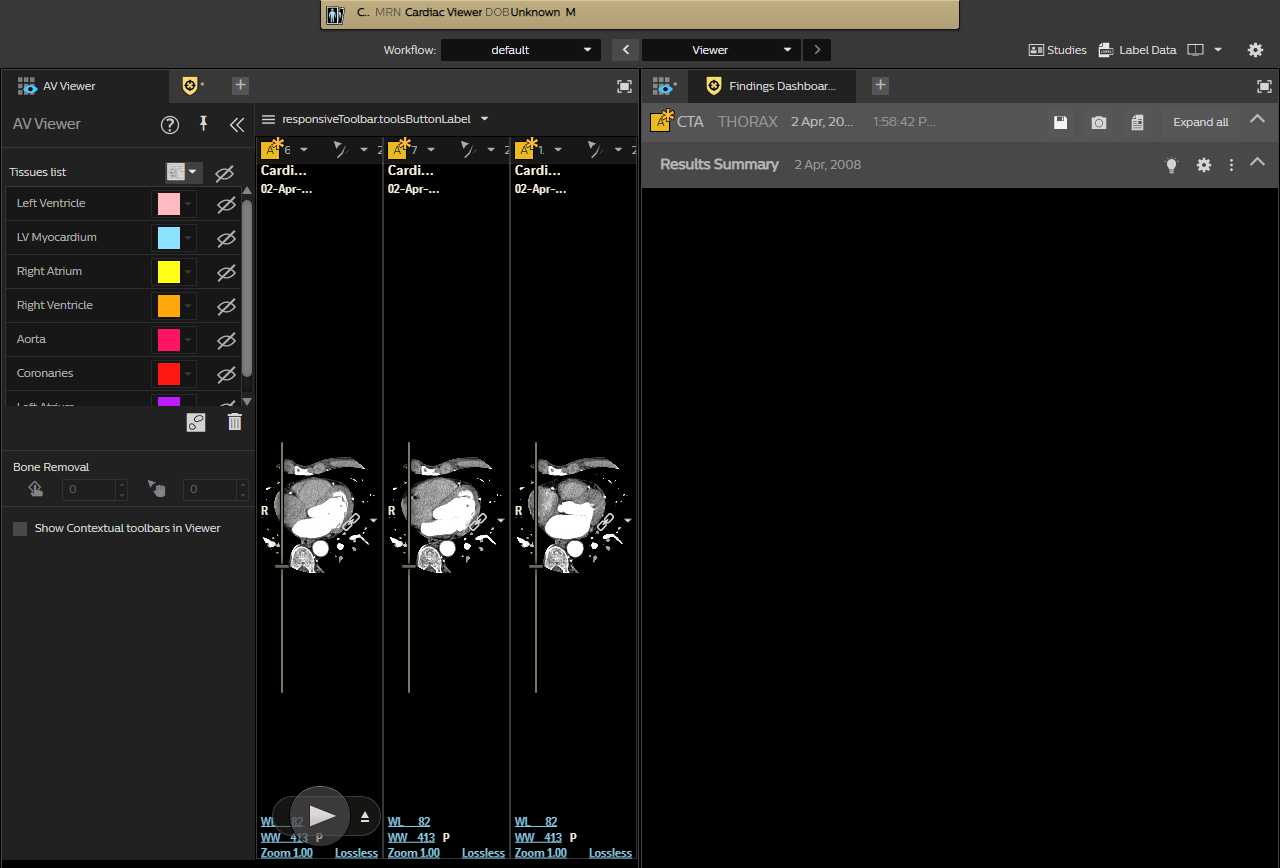 C.. MRN Cardiac Viewer DOB Unknown M
Workflow: default Viewer Studies Label Data
AV Viewer Findings Dashboar...
AV Viewer responsiveToolbar.toolsButtonLabel CTA THORAX 2 Apr, 20... 1:58:42 P... Expand all
A 6 A 7 A 1.
Tissues list Cardi... Cardi... Cardi... Results Summary 2 Apr, 2008
02-Apr-... 02-Apr-... 02-Apr-...
Left Ventricle
LV Myocardium
Right Atrium
Right Ventricle
Aorta
Coronaries
Left Atrium
Bone Removal
0 0
R R R
Show Contextual toolbars in Viewer
P P P
WL 82 WL 82 WL 82
WW 413 P WW 413 P WW 413 P
Zoom 1.00 Lossless Zoom 1.00 Lossless Zoom 1.00 Lossless